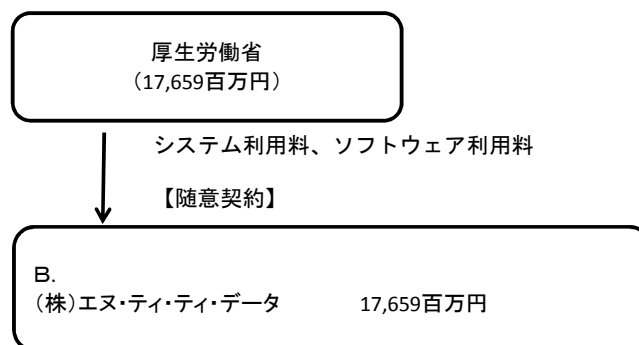 厚生労働省
（17,659百万円）
システム利用料、ソフトウェア利用料
【随意契約】
B.
（株）エヌ・ティ・ティ・データ　　　17,659百万円